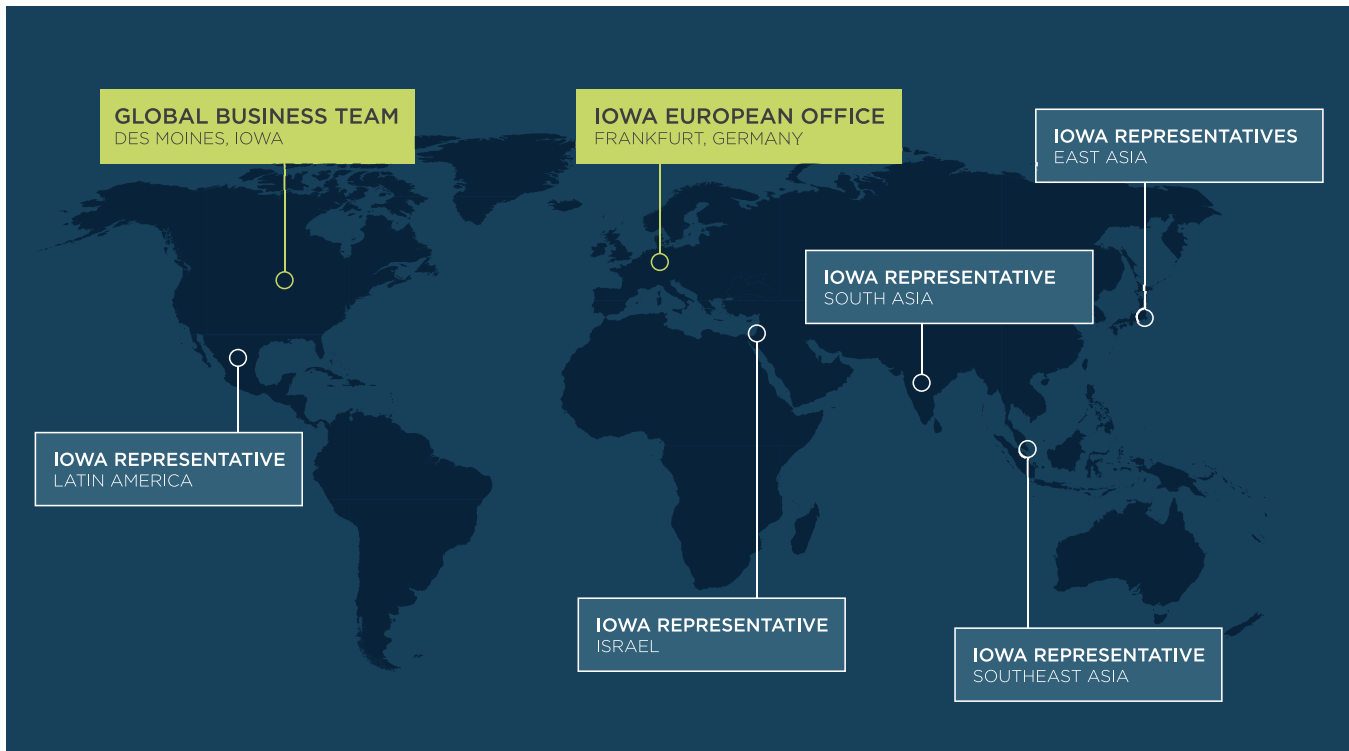 GLOBAL BUSINESS TEAM
DES MOINES, IOWA
IOWA EUROPEAN OFFICE
FRANKFURT, GERMANY
IOWA REPRESENTATIVES
EAST ASIA
IOWA REPRESENTATIVE
SOUTH ASIA
IOWA REPRESENTATIVE
LATIN AMERICA
IOWA REPRESENTATIVE
ISRAEL
IOWA REPRESENTATIVE
SOUTHEAST ASIA